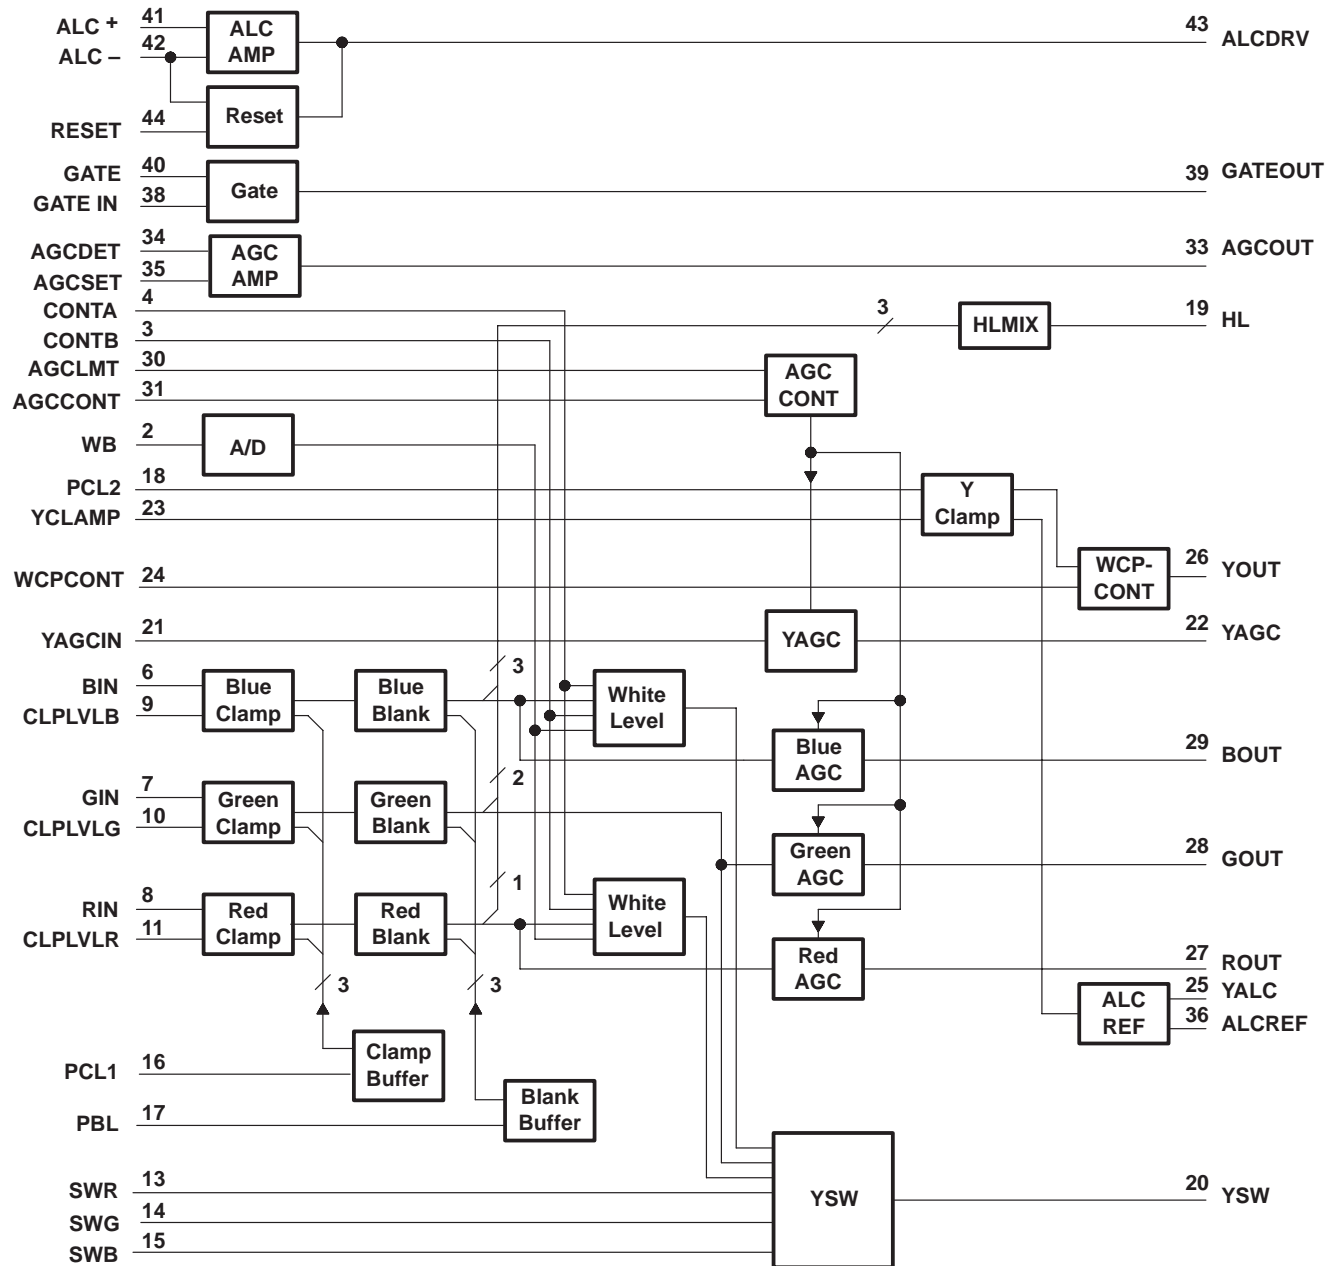 ALC + 41
ALC – 42
ALC
AMP
43 ALCDRV
Reset
RESET 44
GATE 40
GATE IN 38
Gate
39 GATEOUT
AGCDET 34
AGCSET 35
AGC
AMP
33 AGCOUT
CONTA 4
CONTB 3
3
HLMIX
19 HL
AGCLMT 30
AGCCONT 31
AGC
CONT
WB 2
A/D
PCL2 18
YCLAMP 23
Y
Clamp
WCPCONT 24
WCP-
CONT
26 YOUT
YAGCIN 21
YAGC
22 YAGC
BIN 6
CLPLVLB 9
Blue
Clamp
Blue
Blank
3
White
Level
Blue
AGC
29 BOUT
GIN 7
CLPLVLG 10
Green
Clamp
Green
Blank
2
Green
AGC
28 GOUT
RIN 8
CLPLVLR 11
Red
Clamp
Red
Blank
1
White
Level
Red
AGC
27 ROUT
3
3
ALC
REF
25 YALC
36 ALCREF
PCL1 16
Clamp
Buffer
PBL 17
Blank
Buffer
SWR 13
SWG 14
SWB 15
YSW
20 YSW